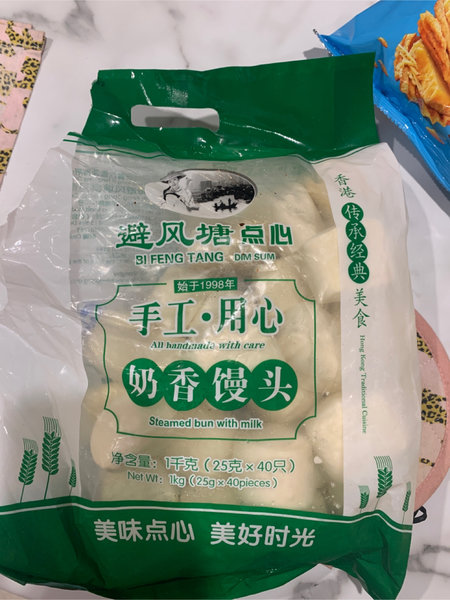 避风塘点心
BI FENG TANG DIM SUM
始于1998年
手工·用心
All handmade with care
奶香馒头
Steamed bun with milk
净含量：1千克（25克×40只）
Net Wt：1kg（25g×40pieces）
美味点心 美好时光
香港传承经典美食
Hong Kong Traditional Cuisine